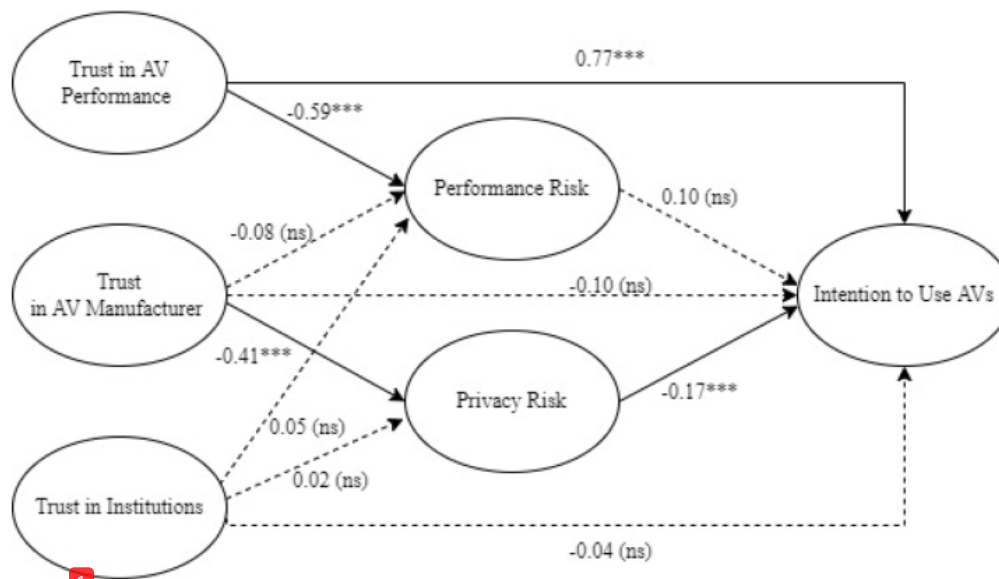 0.77***
Trust in AV
Performance
-0.59***
Performance Risk
0.10 (ns)
-0.08 (ns)
Trust
in AV Manufacturer
-0.10 (ns)
Intention to Use AVs
-0.41***
Privacy Risk
-0.17***
0.05 (ns)
0.02 (ns)
Trust in Institutions
-0.04 (ns)